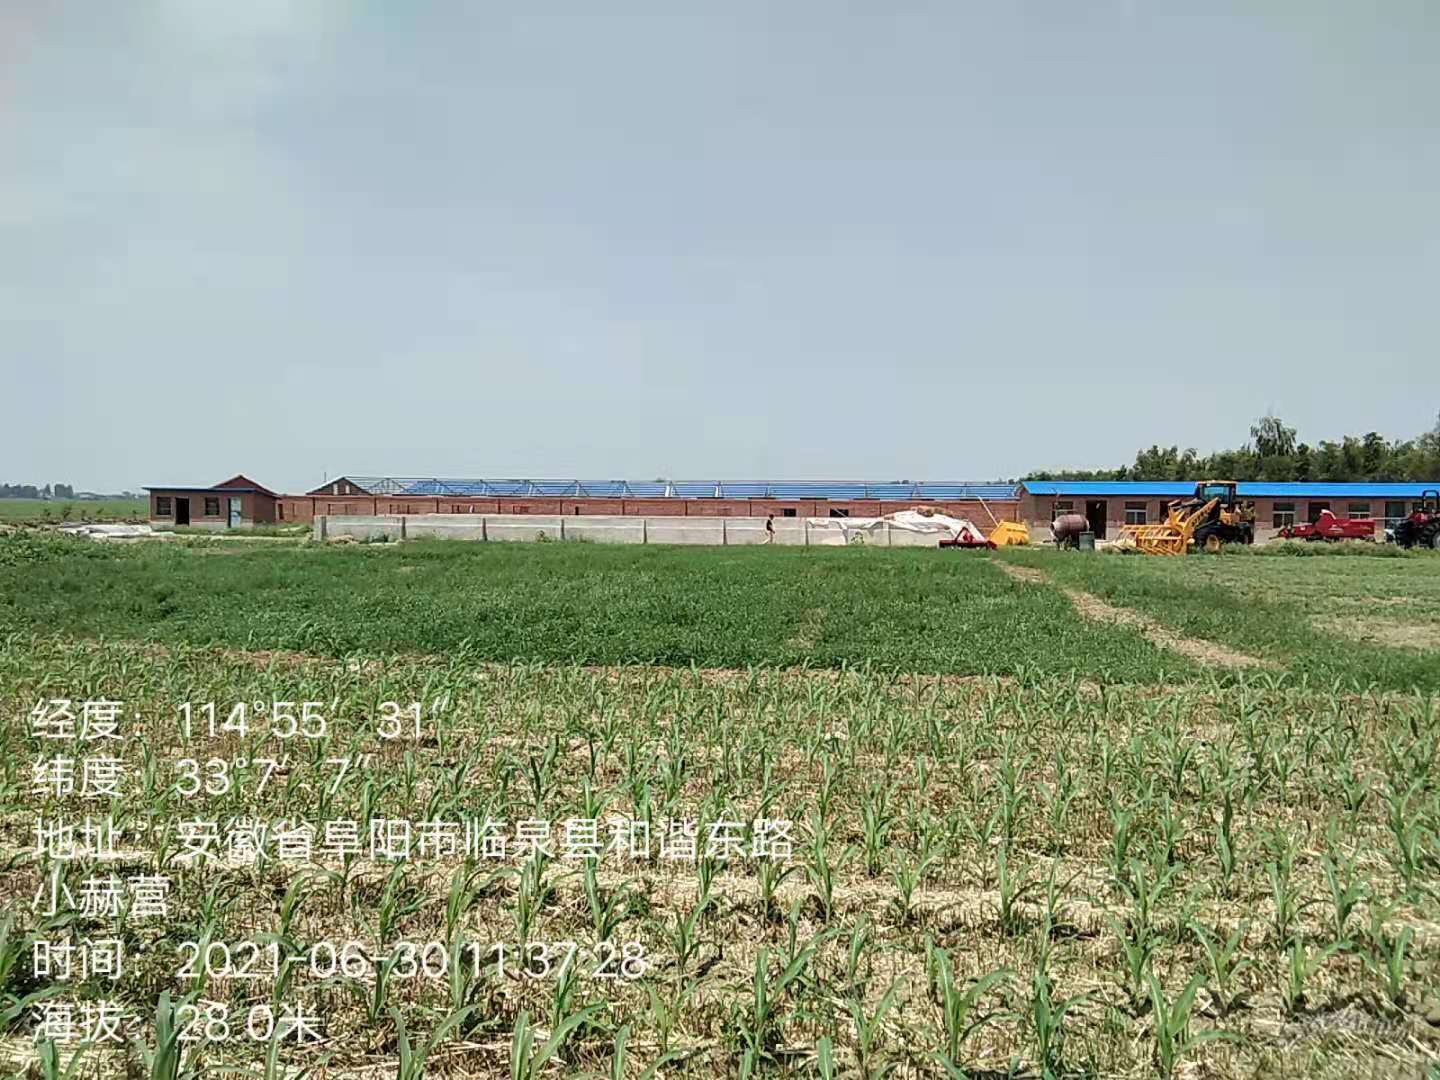 经度：114°55′ 31″
纬度：33°7′ 7″
地址：安徽省阜阳市临泉县和谐东路
小赫营
时间：2021-06-30 11:37:28
海拔：28.0米